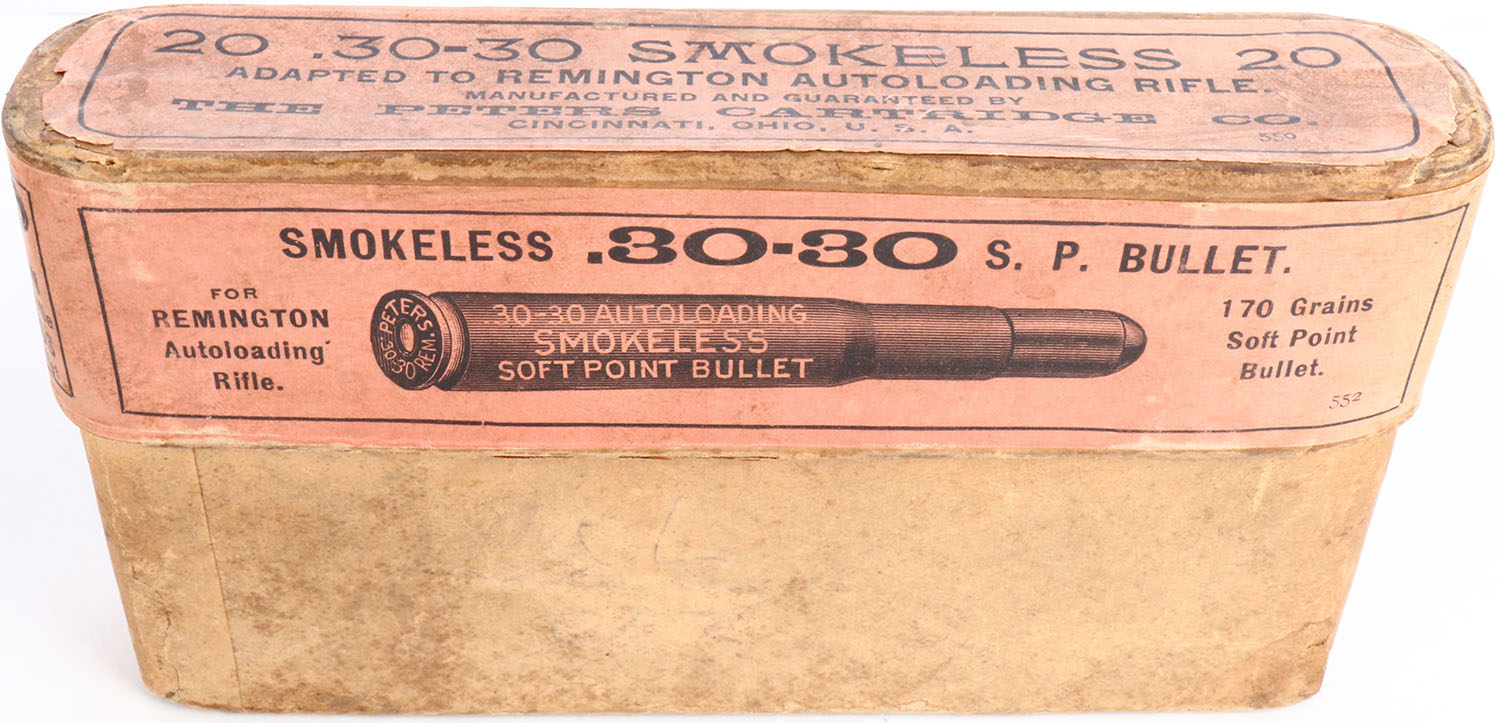 20 .30-30 SMOKELESS 20
ADAPTED TO REMINGTON AUTOLOADING RIFLE.
MANUFACTURED AND GUARANTEED BY
THE PETERS CARTRIDGE CO.
CINCINNATI, OHIO, U. S. A.
550
SMOKELESS .30-30 S. P. BULLET.
FOR
REMINGTON
Autoloading
Rifle.
PETERS.
.30-30 REM.
.30-30 AUTOLOADING
SMOKELESS
SOFT POINT BULLET
170 Grains
Soft Point
Bullet.
552